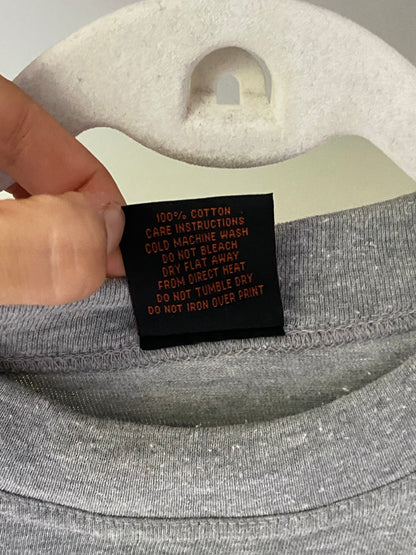 100% COTTON
CARE INSTRUCTIONS
COLD MACHINE WASH
DO NOT BLEACH
DRY FLAT AWAY
FROM DIRECT HEAT
DO NOT TUMBLE DRY
DO NOT IRON OVER PRINT